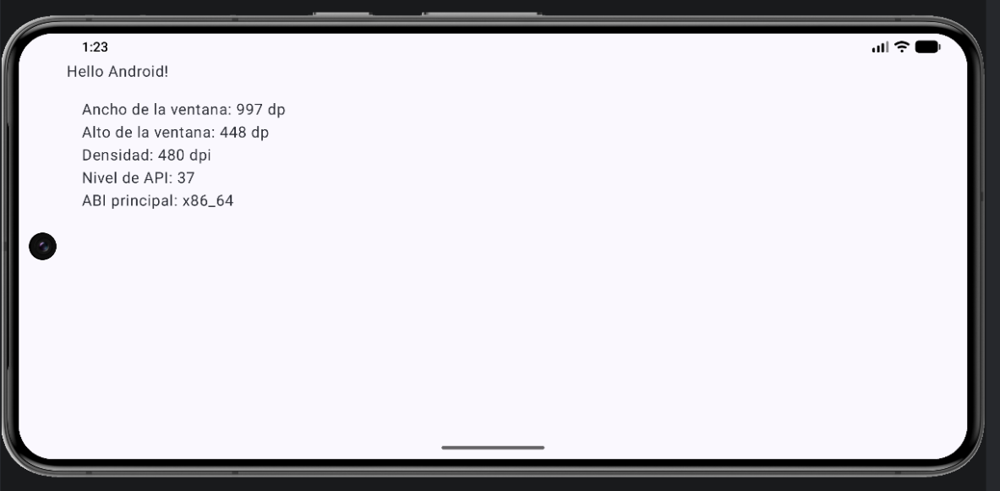 1:23
Hello Android!
Ancho de la ventana: 997 dp
Alto de la ventana: 448 dp
Densidad: 480 dpi
Nivel de API: 37
ABI principal: x86_64